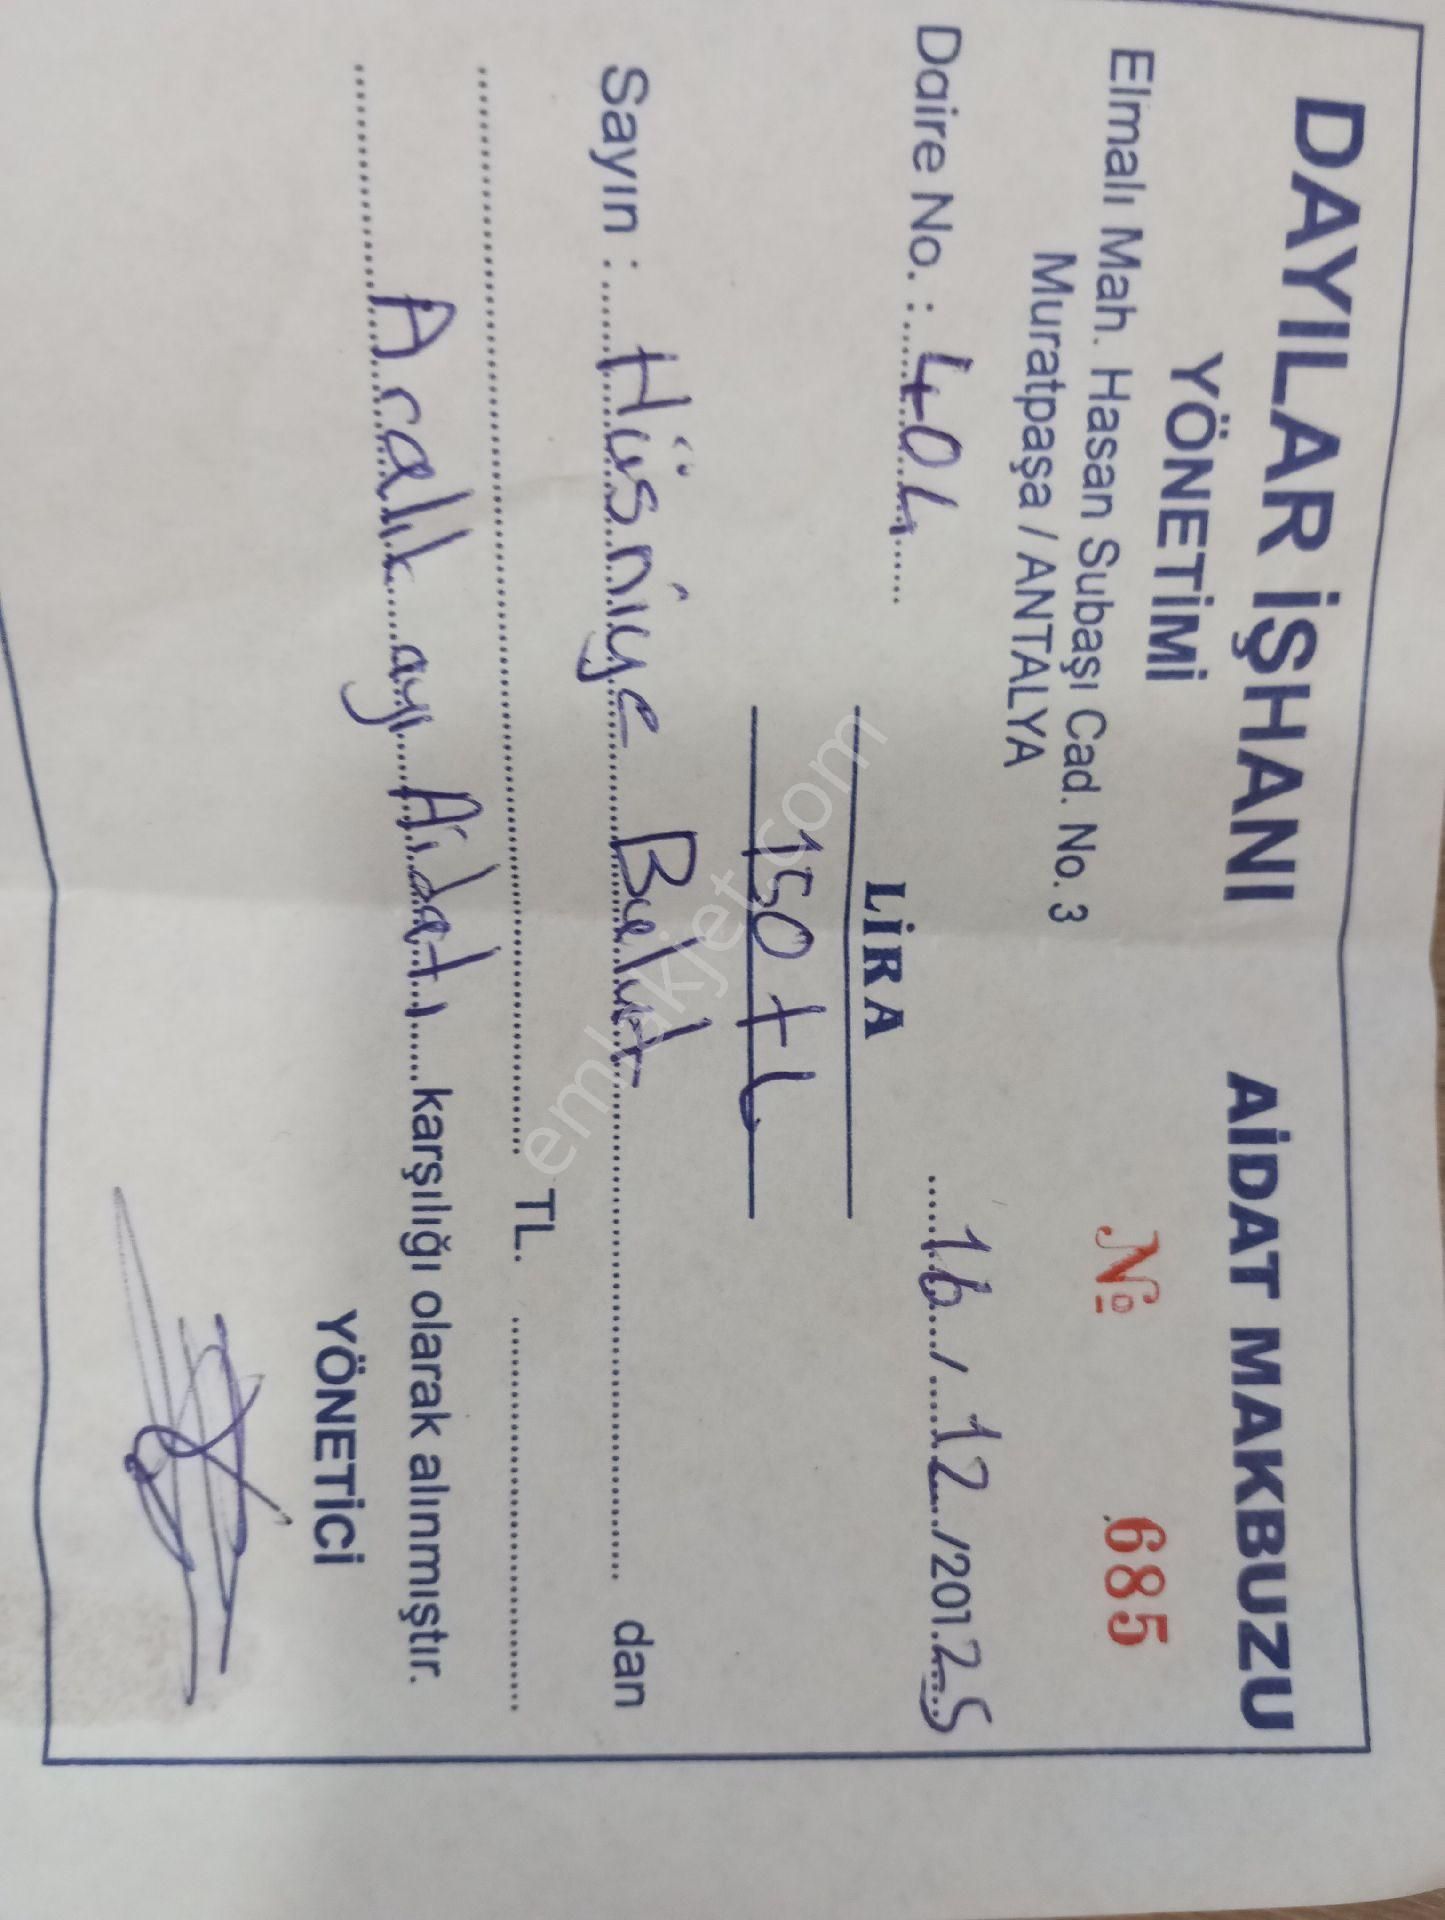 DAYILAR İŞHANI
YÖNETİMİ
Elmalı Mah. Hasan Subaşı Cad. No. 3
Muratpaşa / ANTALYA
AİDAT MAKBUZU
№ 685
Daire No. : 404
16 / 12 /201.25
LİRA
150 tL
Sayın : Hüsniye Bulut dan
TL.
Aralık ayı Aidatı karşılığı olarak alınmıştır.
YÖNETİCİ
emlakjet.com